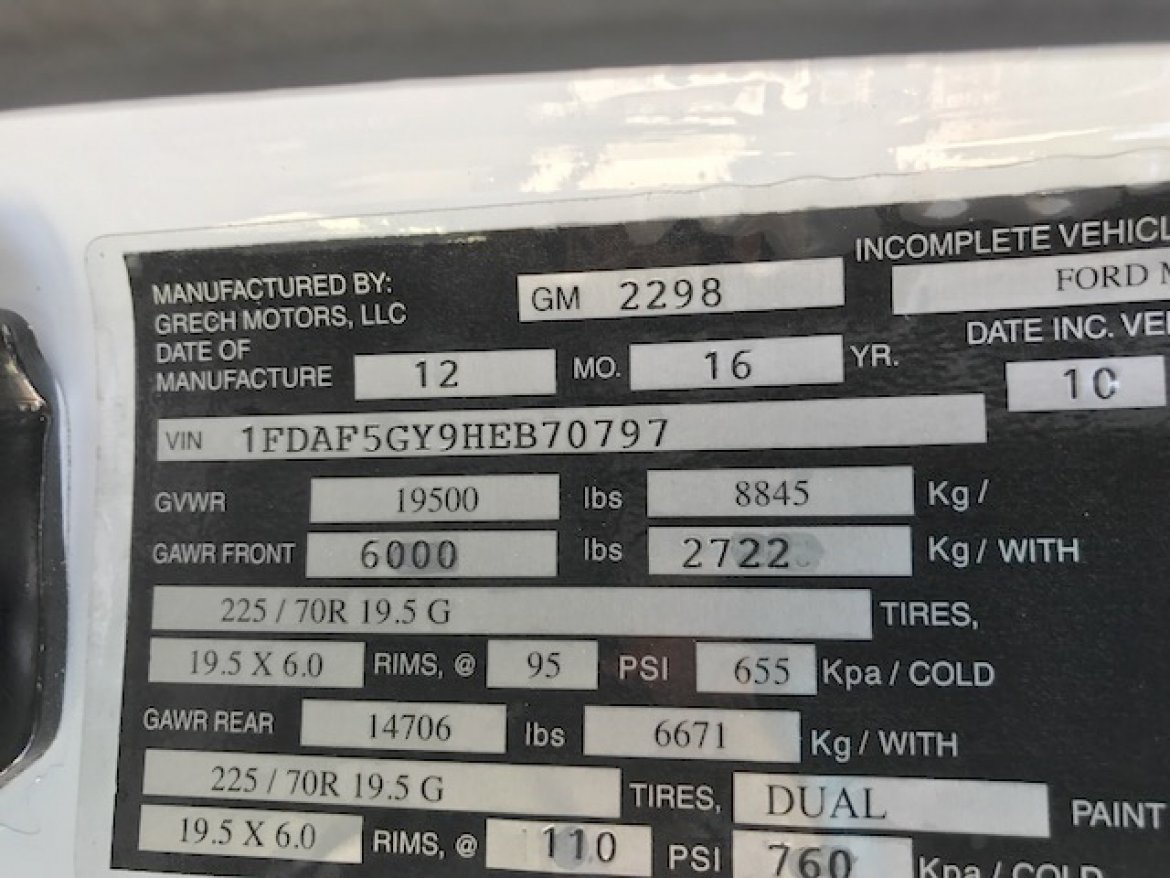 MANUFACTURED BY: GM 2298 INCOMPLETE VEHICL
GRECH MOTORS, LLC FORD
DATE OF
MANUFACTURE 12 MO. 16 YR. DATE INC. VE
10
VIN 1FDAF5GY9HEB70797
GVWR 19500 lbs 8845 Kg /
GAWR FRONT 6000 lbs 2722 Kg / WITH
225 / 70R 19.5 G TIRES,
19.5 X 6.0 RIMS, @ 95 PSI 655 Kpa / COLD
GAWR REAR 14706 lbs 6671 Kg / WITH
225 / 70R 19.5 G TIRES, DUAL PAINT
19.5 X 6.0 RIMS, @ 110 PSI 760 Kpa / COLD